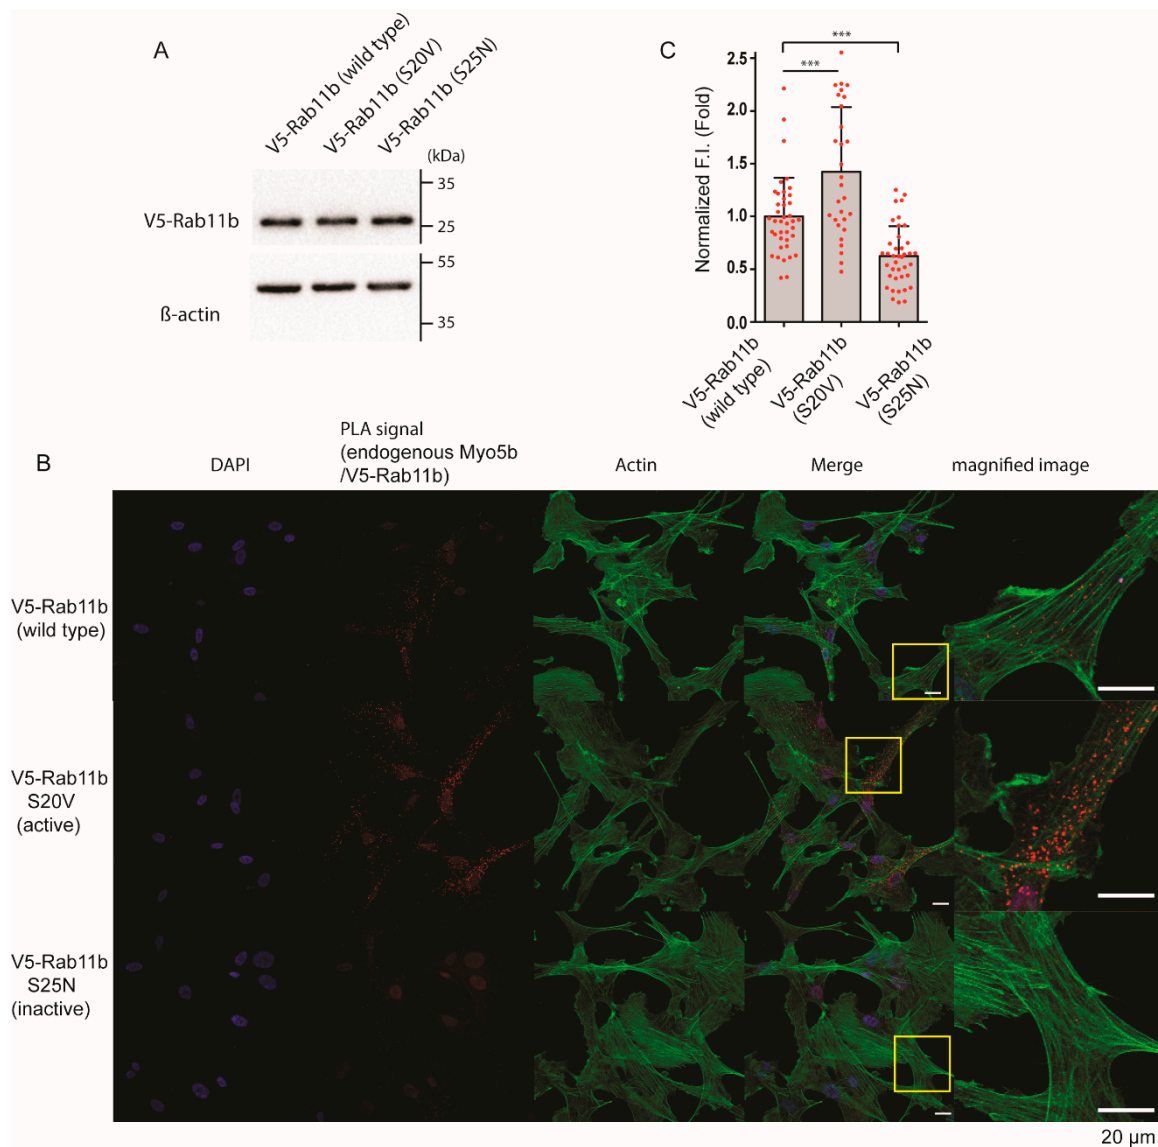 A
V5-Rab11b (wild type)
V5-Rab11b (S20V)
V5-Rab11b (S25N)
(kDa)
V5-Rab11b
35
25
ß-actin
55
35
C
Normalized F.I. (Fold)
2.5
2.0
1.5
1.0
0.5
0.0
***
***
V5-Rab11b
(wild type)
V5-Rab11b
(S20V)
V5-Rab11b
(S25N)
B
DAPI
PLA signal
(endogenous Myo5b
/V5-Rab11b)
Actin
Merge
magnified image
V5-Rab11b
(wild type)
V5-Rab11b
S20V
(active)
V5-Rab11b
S25N
(inactive)
20 µm